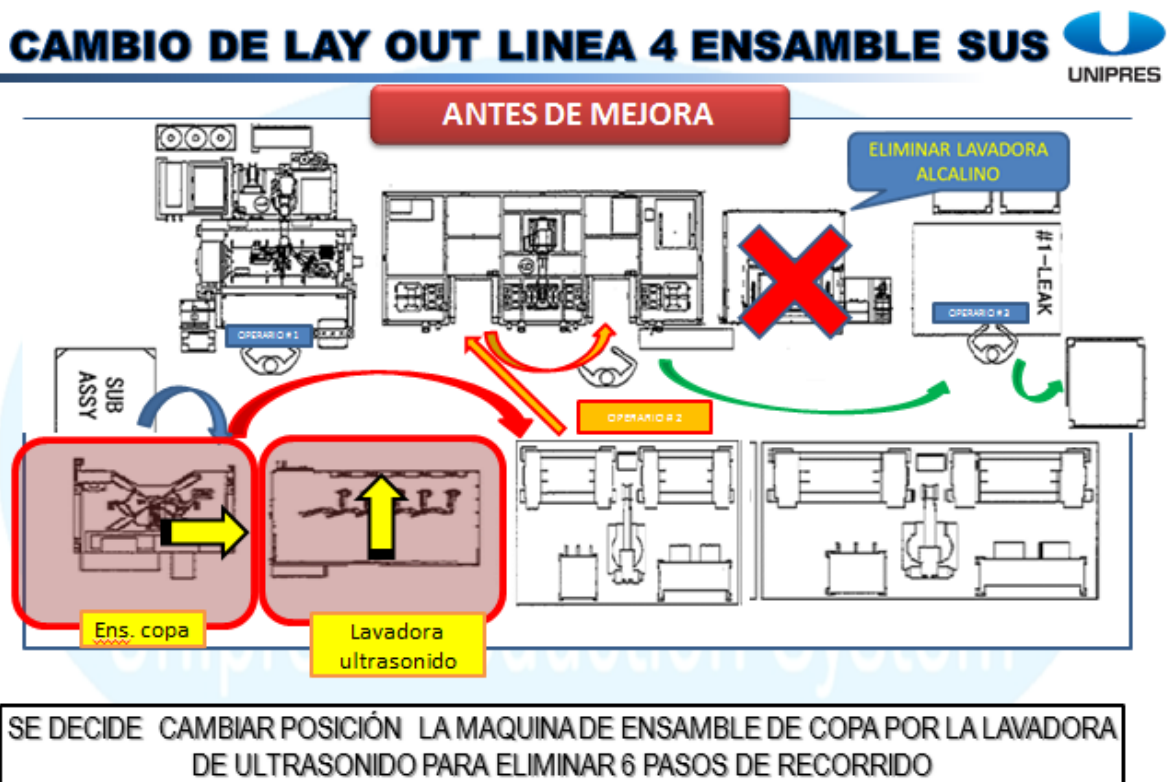 CAMBIO DE LAY OUT LINEA 4 ENSAMBLE SUS
UNIPRES
ANTES DE MEJORA
ELIMINAR LAVADORA
ALCALINO
#1-LEAK
OPERARIO # 1
OPERARIO # 3
SUB
ASSY
OPERARIO # 2
Ens. copa
Lavadora
ultrasonido
SE DECIDE CAMBIAR POSICIÓN LA MAQUINA DE ENSAMBLE DE COPA POR LA LAVADORA
DE ULTRASONIDO PARA ELIMINAR 6 PASOS DE RECORRIDO